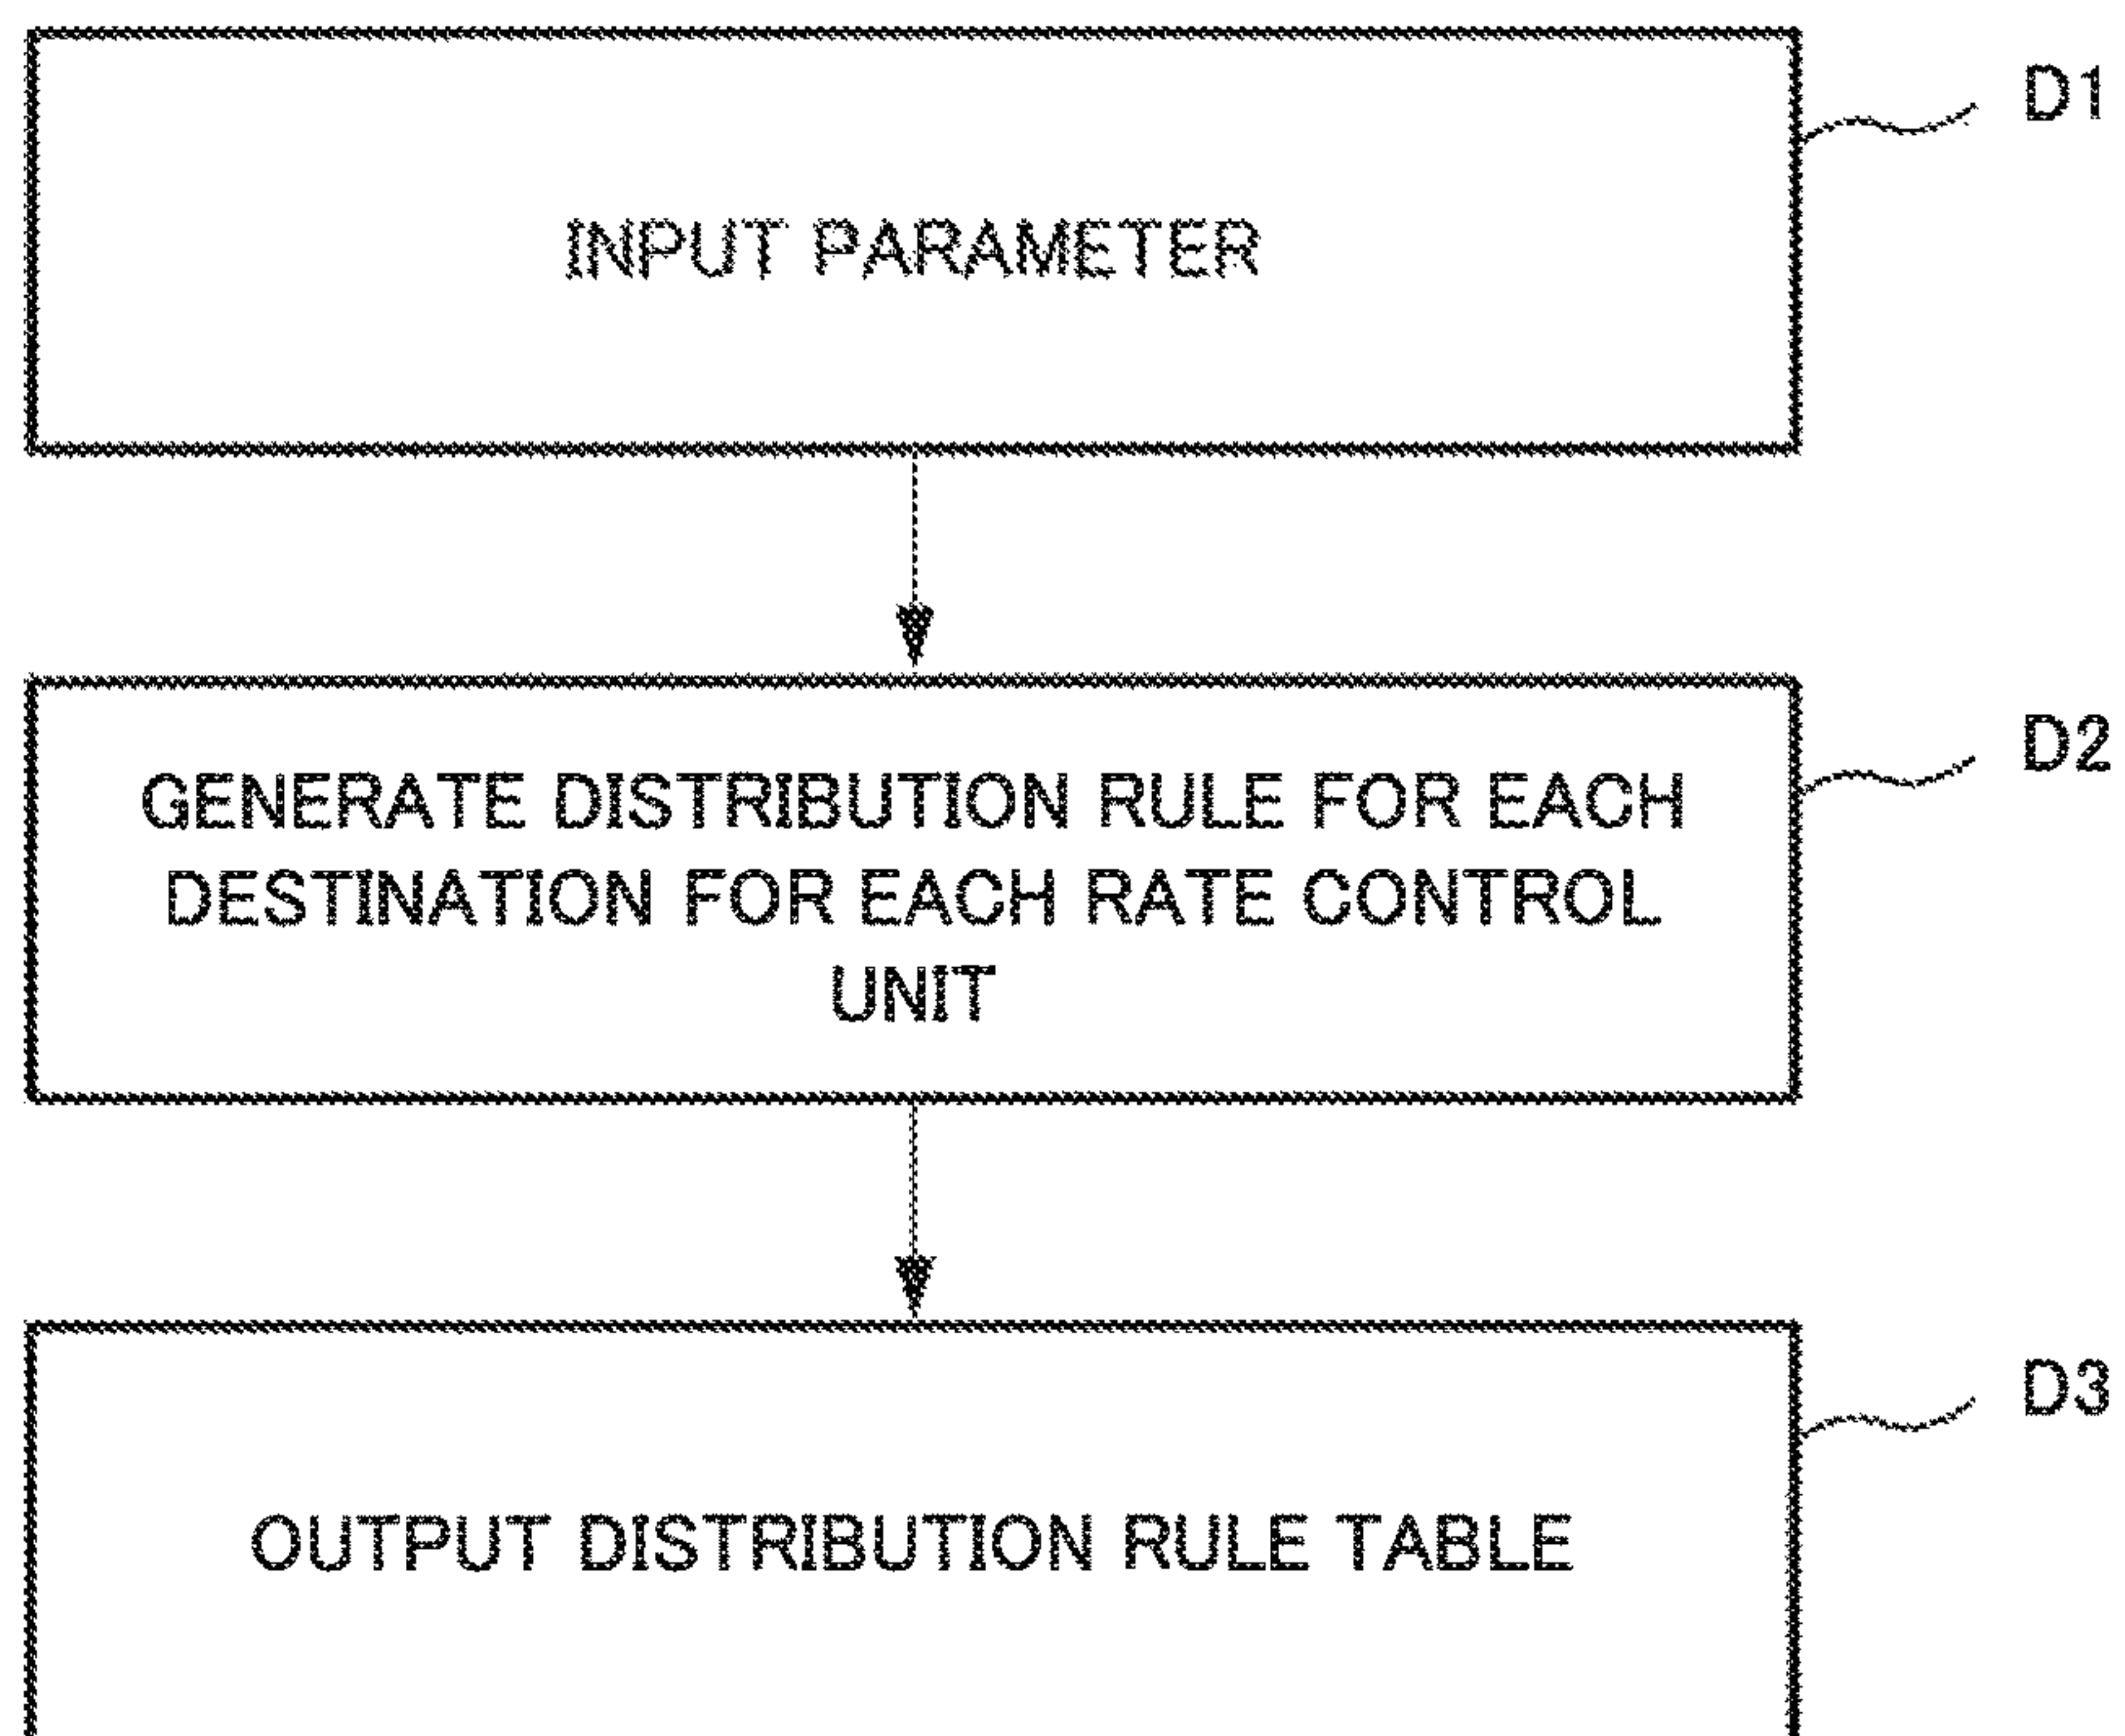 D1
INPUT PARAMETER
D2
GENERATE DISTRIBUTION RULE FOR EACH
DESTINATION FOR EACH RATE CONTROL
UNIT
D3
OUTPUT DISTRIBUTION RULE TABLE